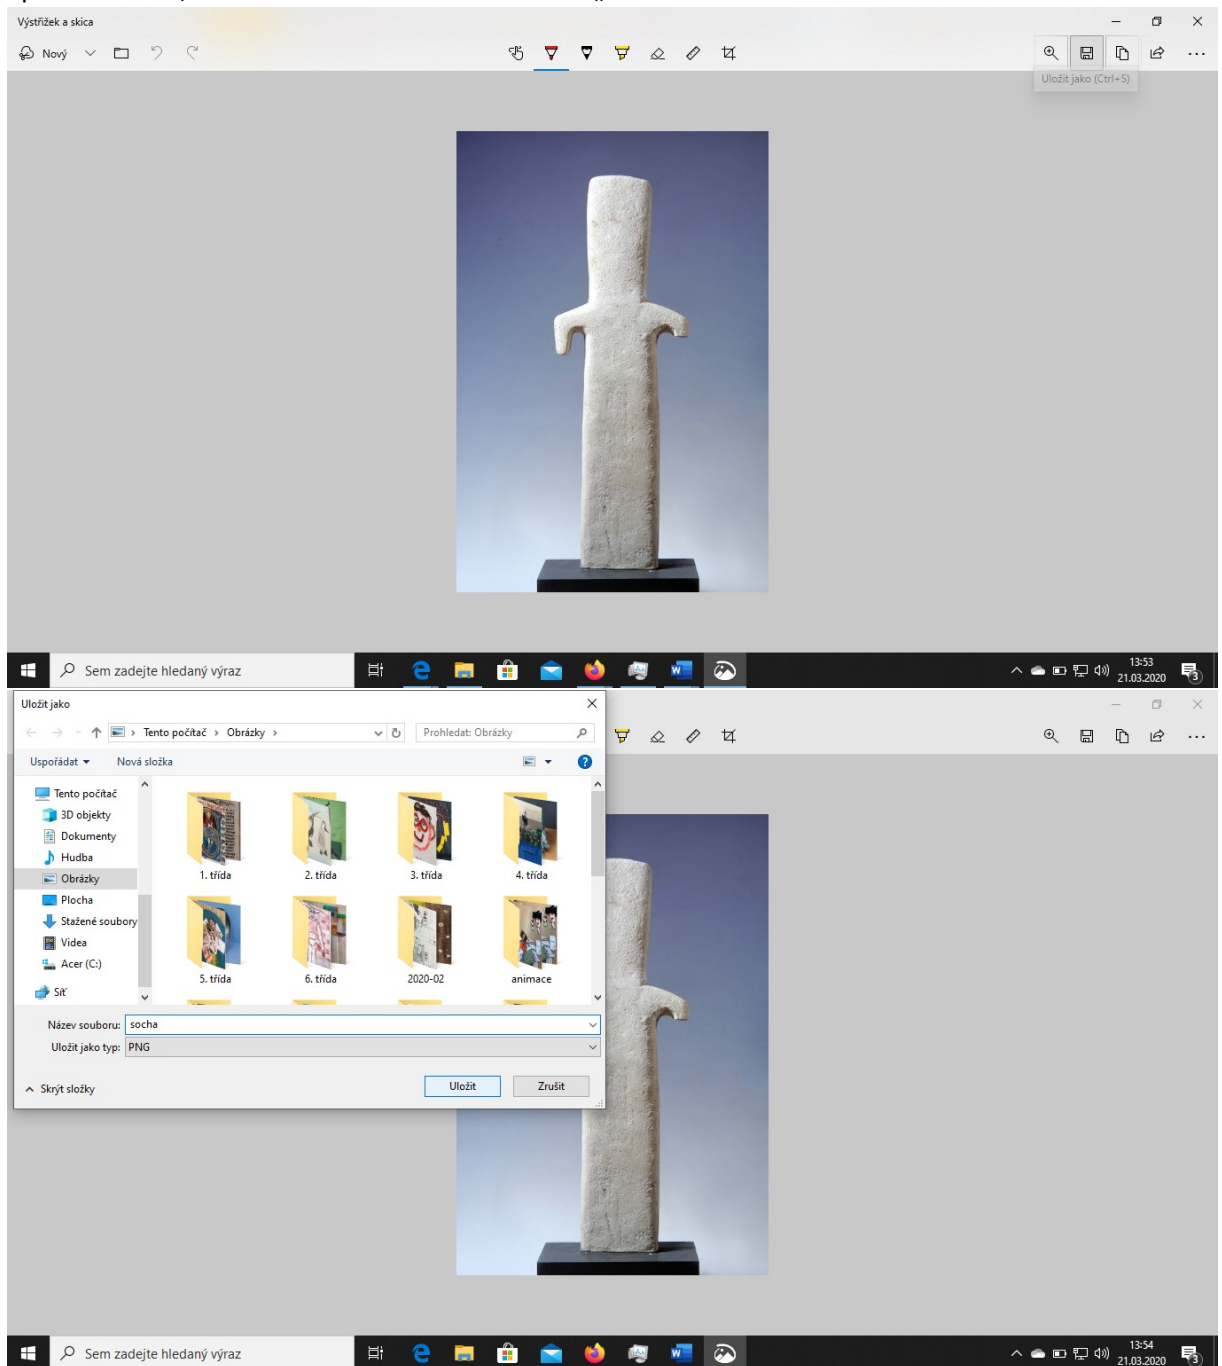 Výstřižek a skica
Nový
Uložit jako (Ctrl+S)
Sem zadejte hledaný výraz
13:53
21.03.2020
3
Uložit jako
Tento počítač > Obrázky >
Prohledat: Obrázky
Uspořádat
Nová složka
Tento počítač
3D objekty
Dokumenty
Hudba
Obrázky
Plocha
Stažené soubory
Videa
Acer (C:)
Síť
1. třída
2. třída
3. třída
4. třída
5. třída
6. třída
2020-02
animace
Název souboru: socha
Uložit jako typ: PNG
Skrýt složky
Uložit
Zrušit
Sem zadejte hledaný výraz
13:54
21.03.2020
3